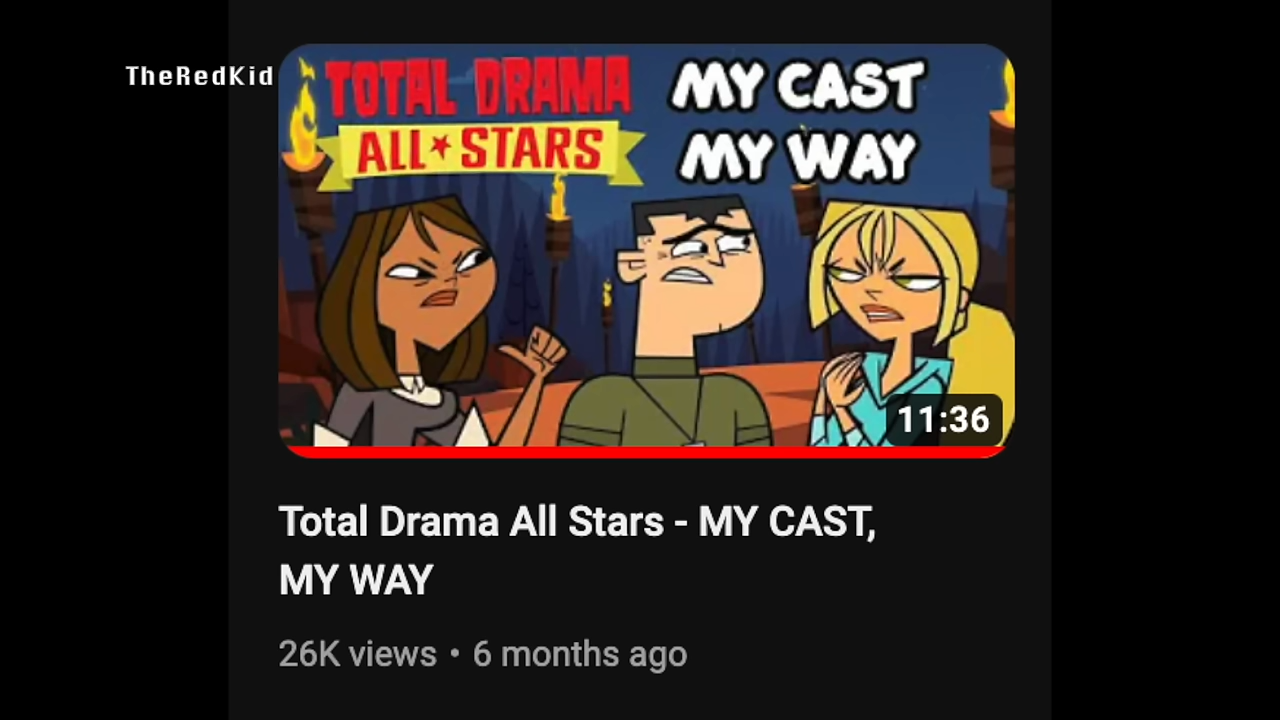 TheRedKid
TOTAL DRAMA
ALL★STARS
MY CAST
MY WAY
11:36
Total Drama All Stars - MY CAST,
MY WAY
26K views • 6 months ago